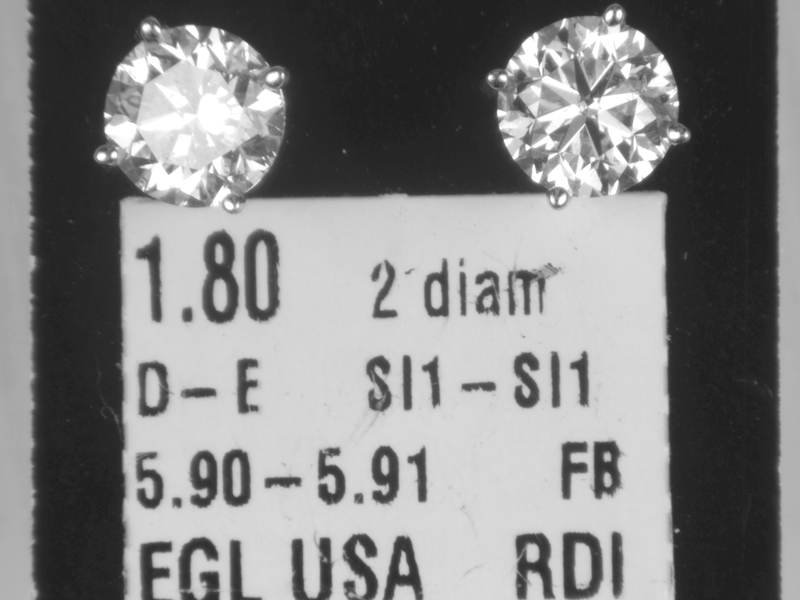 1.80 2 diam
D-E SI1-SI1
5.90-5.91 FB
EGL USA RDI